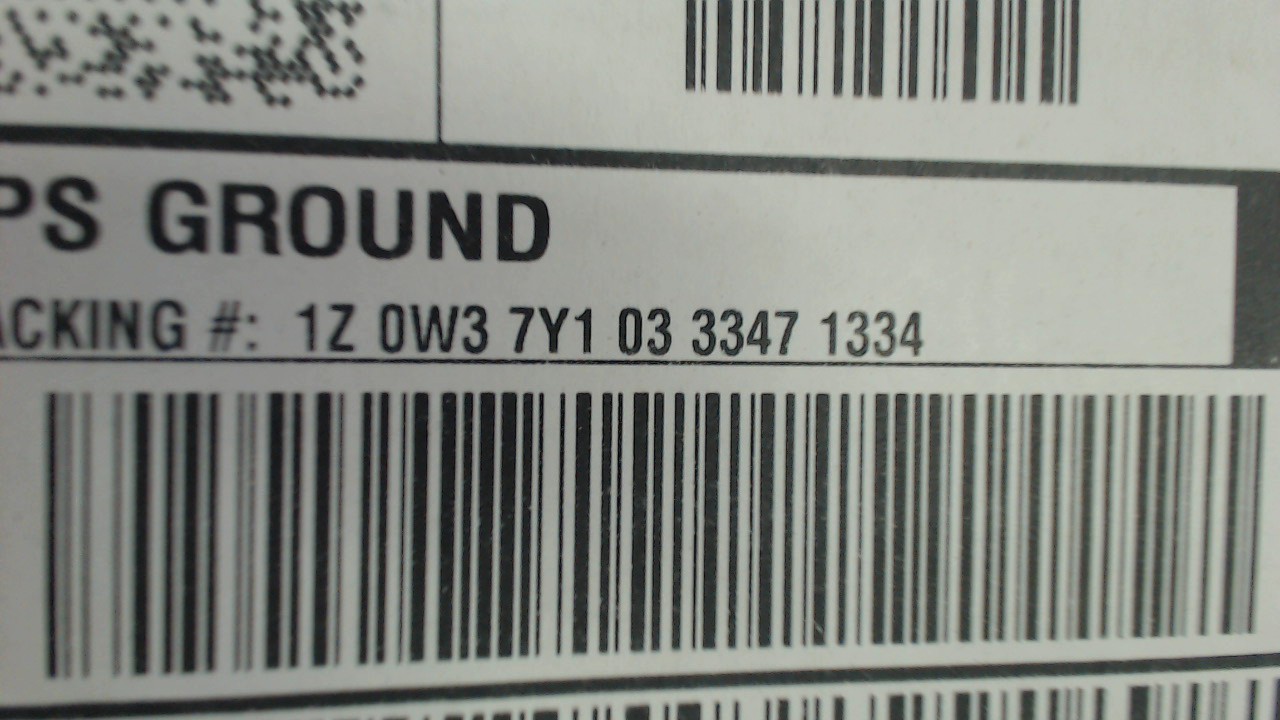 PS GROUND
ACKING #: 1Z 0W3 7Y1 03 3347 1334